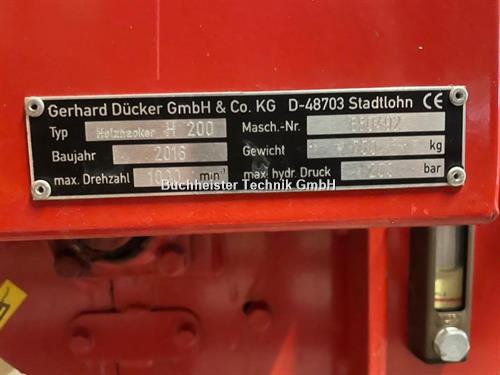 Gerhard Dücker GmbH & Co. KG D-48703 Stadtlohn CE
Typ Holzhacker H 200 Masch.-Nr.
Baujahr 2016 Gewicht kg
max. Drehzahl 1000 min⁻¹ max. hydr. Druck 200 bar
Buchheister Technik GmbH